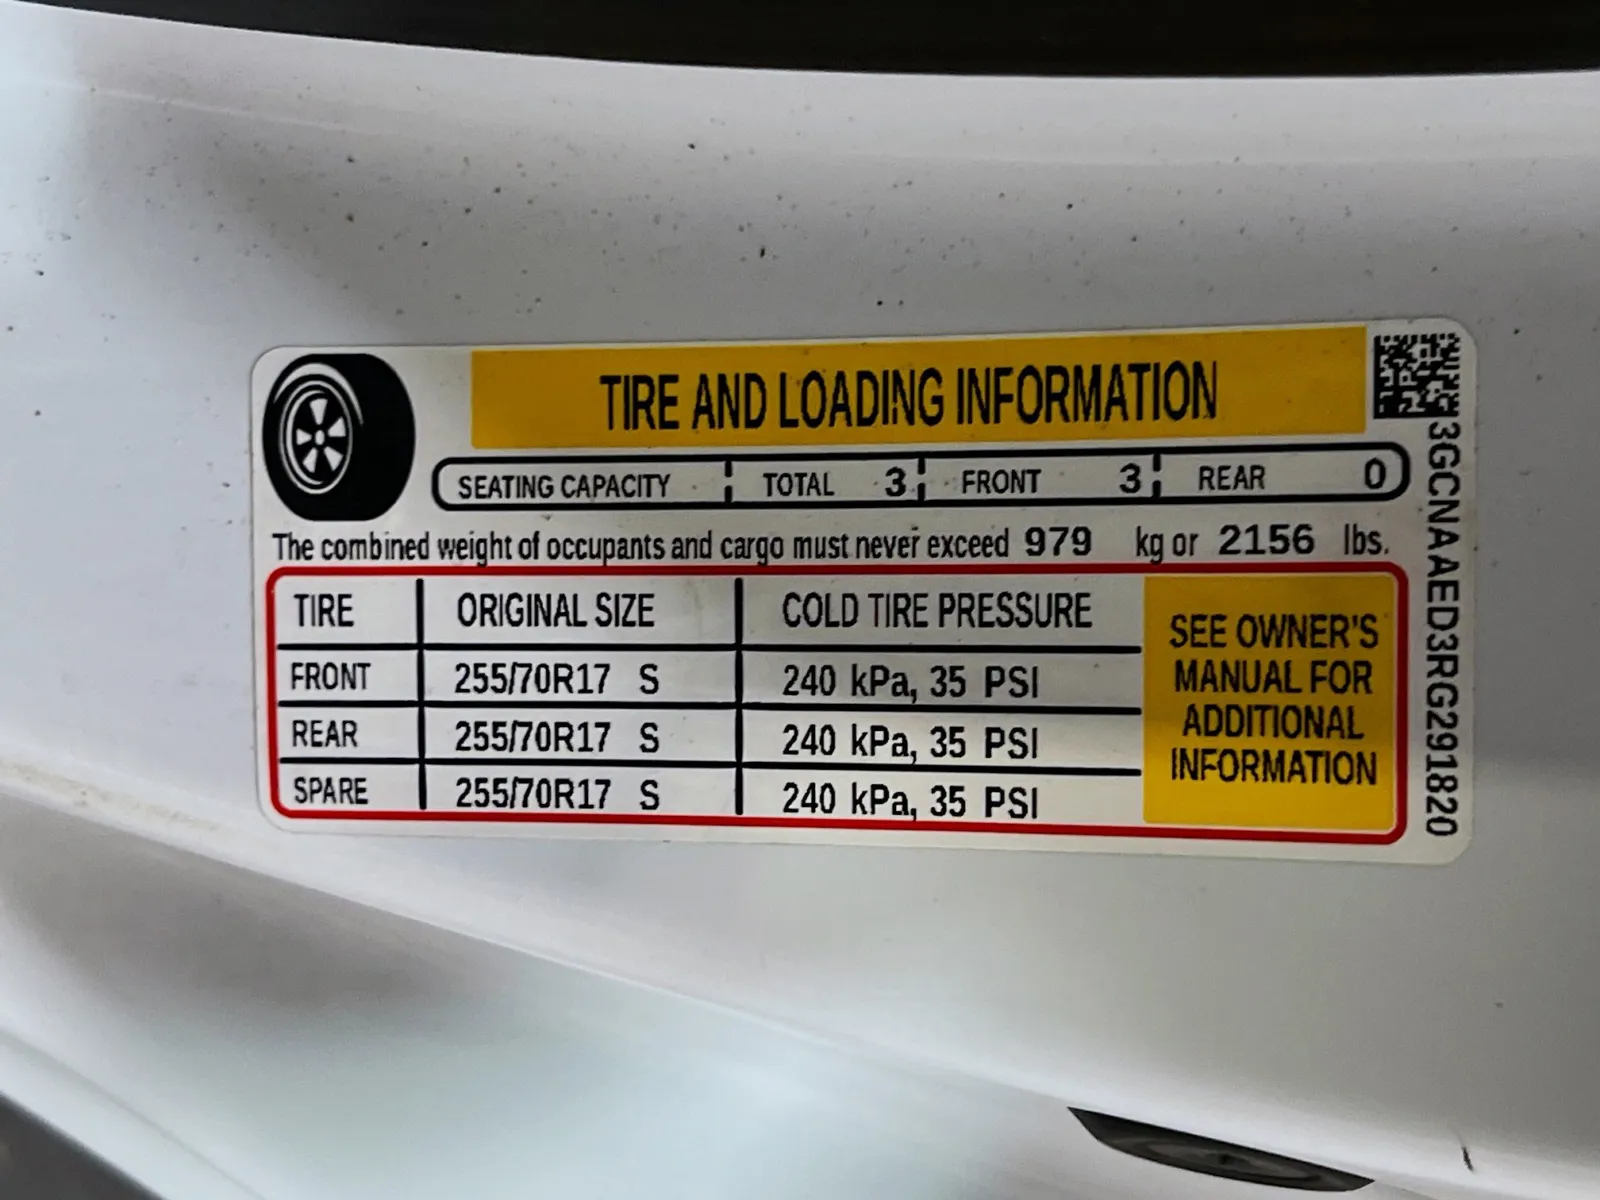 TIRE AND LOADING INFORMATION
SEATING CAPACITY TOTAL 3 FRONT 3 REAR 0
The combined weight of occupants and cargo must never exceed 979 kg or 2156 lbs.
TIRE ORIGINAL SIZE COLD TIRE PRESSURE
FRONT 255/70R17 S 240 kPa, 35 PSI
REAR 255/70R17 S 240 kPa, 35 PSI
SPARE 255/70R17 S 240 kPa, 35 PSI
SEE OWNER'S
MANUAL FOR
ADDITIONAL
INFORMATION
3GCNAAED3RG291820